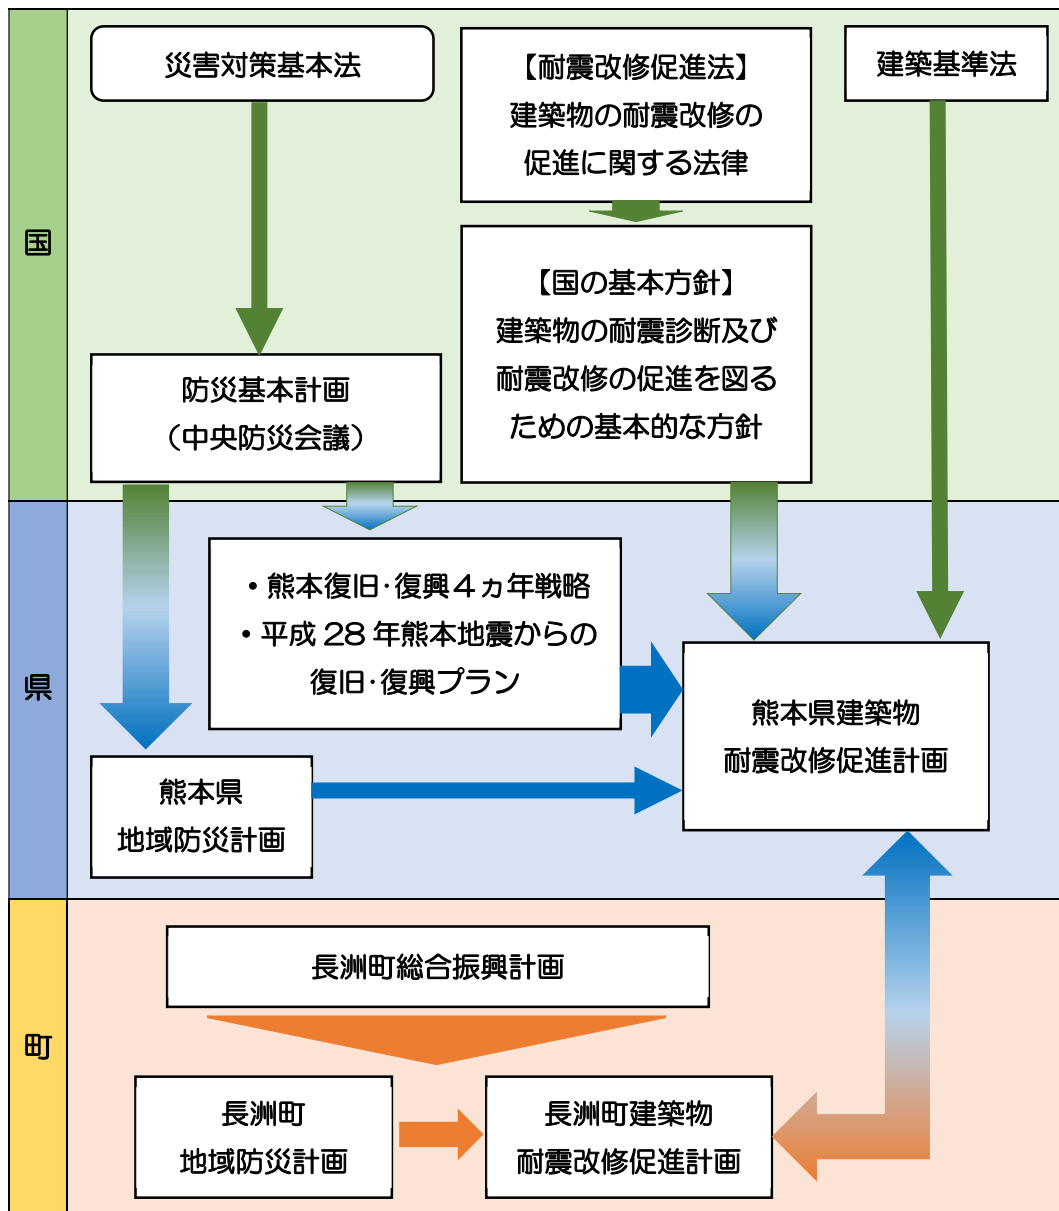 国
災害対策基本法
【耐震改修促進法】
建築物の耐震改修の
促進に関する法律
建築基準法
【国の基本方針】
建築物の耐震診断及び
耐震改修の促進を図る
ための基本的な方針
防災基本計画
（中央防災会議）
県
・熊本復旧･復興４ヵ年戦略
・平成 28 年熊本地震からの
復旧･復興プラン
熊本県建築物
耐震改修促進計画
熊本県
地域防災計画
町
長洲町総合振興計画
長洲町
地域防災計画
長洲町建築物
耐震改修促進計画